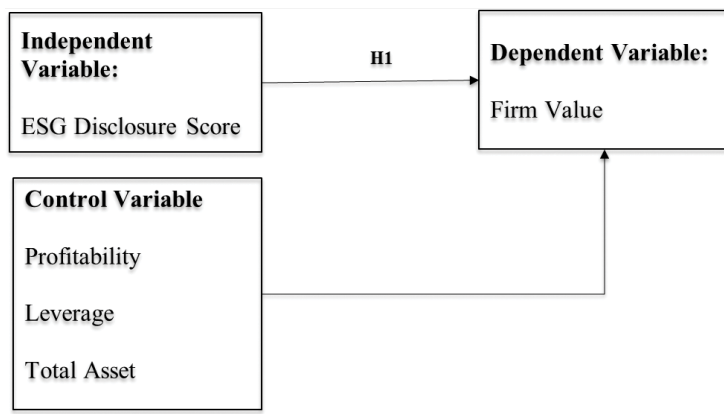 Independent
Variable:
ESG Disclosure Score
H1
Dependent Variable:
Firm Value
Control Variable
Profitability
Leverage
Total Asset